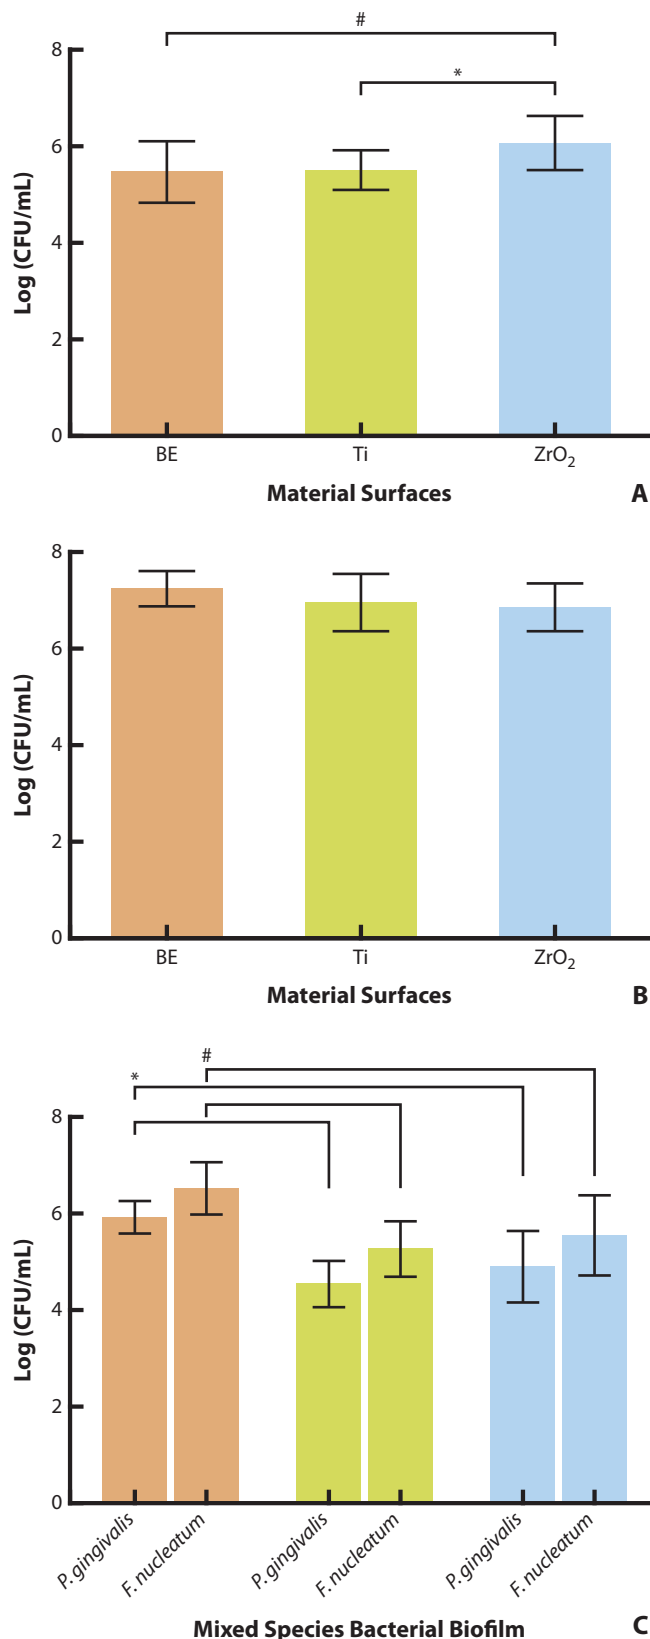 #
*
8
6
4
2
0
Log (CFU/mL)
BE Ti ZrO₂
Material Surfaces A
8
6
4
2
0
Log (CFU/mL)
BE Ti ZrO₂
Material Surfaces B
#
*
8
6
4
2
0
Log (CFU/mL)
P. gingivalis F. nucleatum P. gingivalis F. nucleatum P. gingivalis F. nucleatum
Mixed Species Bacterial Biofilm C